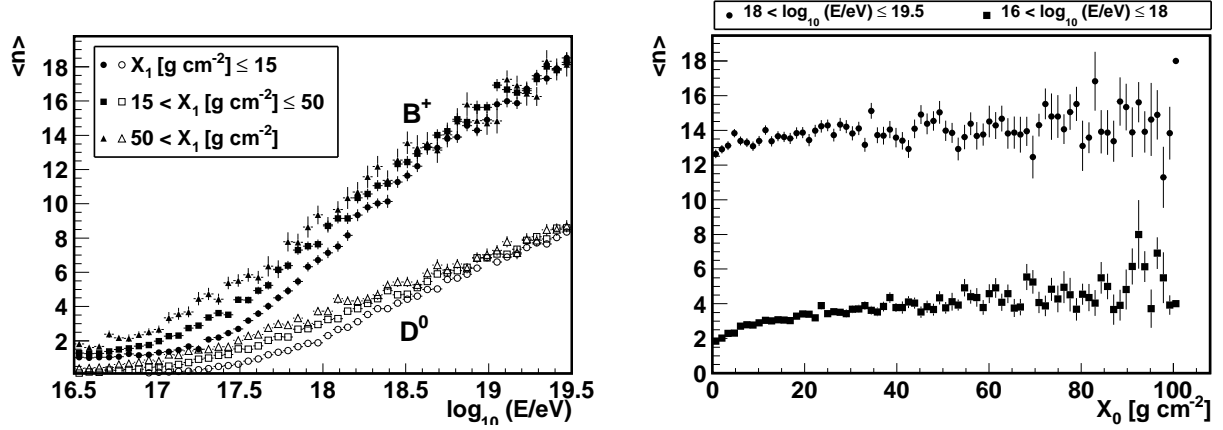 <n>
18
16
14
12
10
8
6
4
2
X₁ [g cm⁻²] ≤ 15
15 < X₁ [g cm⁻²] ≤ 50
50 < X₁ [g cm⁻²]
B⁺
D⁰
16.5 17 17.5 18 18.5 19 19.5
log₁₀ (E/eV)
18 < log₁₀ (E/eV) ≤ 19.5 16 < log₁₀ (E/eV) ≤ 18
<n>
18
16
14
12
10
8
6
4
2
0
0 20 40 60 80 100
X₀ [g cm⁻²]